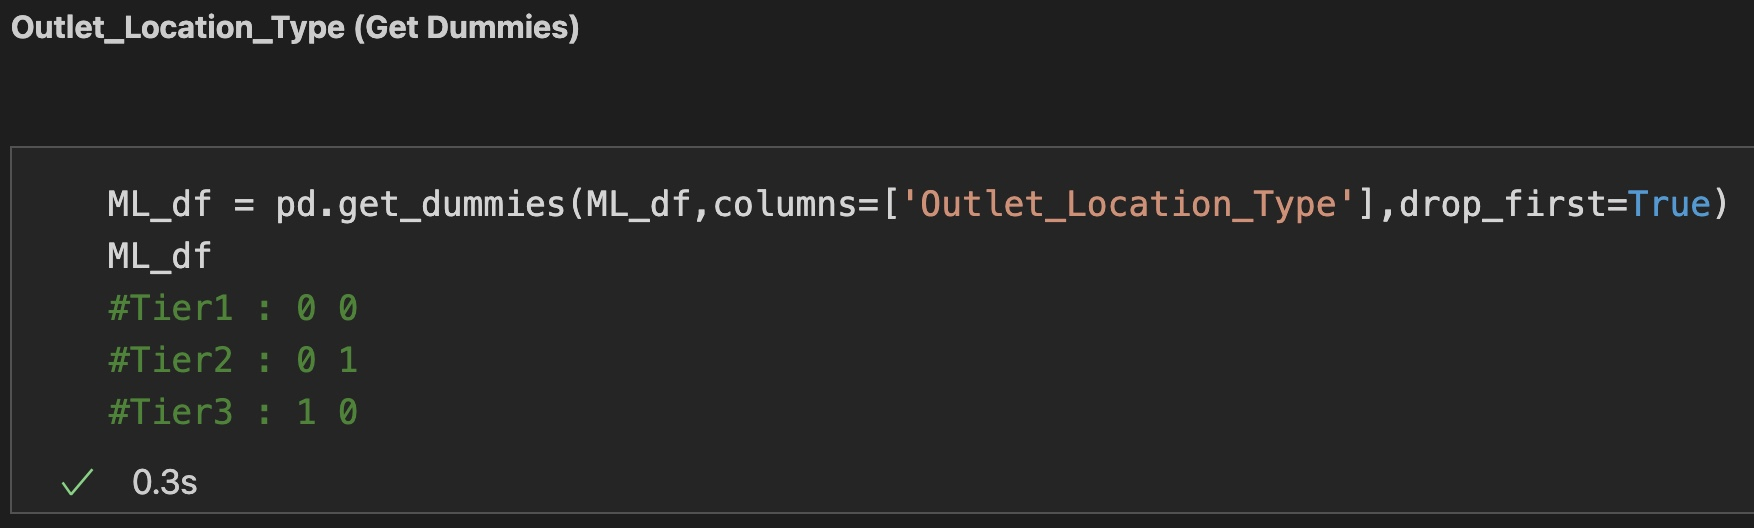 Outlet_Location_Type (Get Dummies)
ML_df = pd.get_dummies(ML_df,columns=['Outlet_Location_Type'],drop_first=True)
ML_df
#Tier1 : 0 0
#Tier2 : 0 1
#Tier3 : 1 0
0.3s